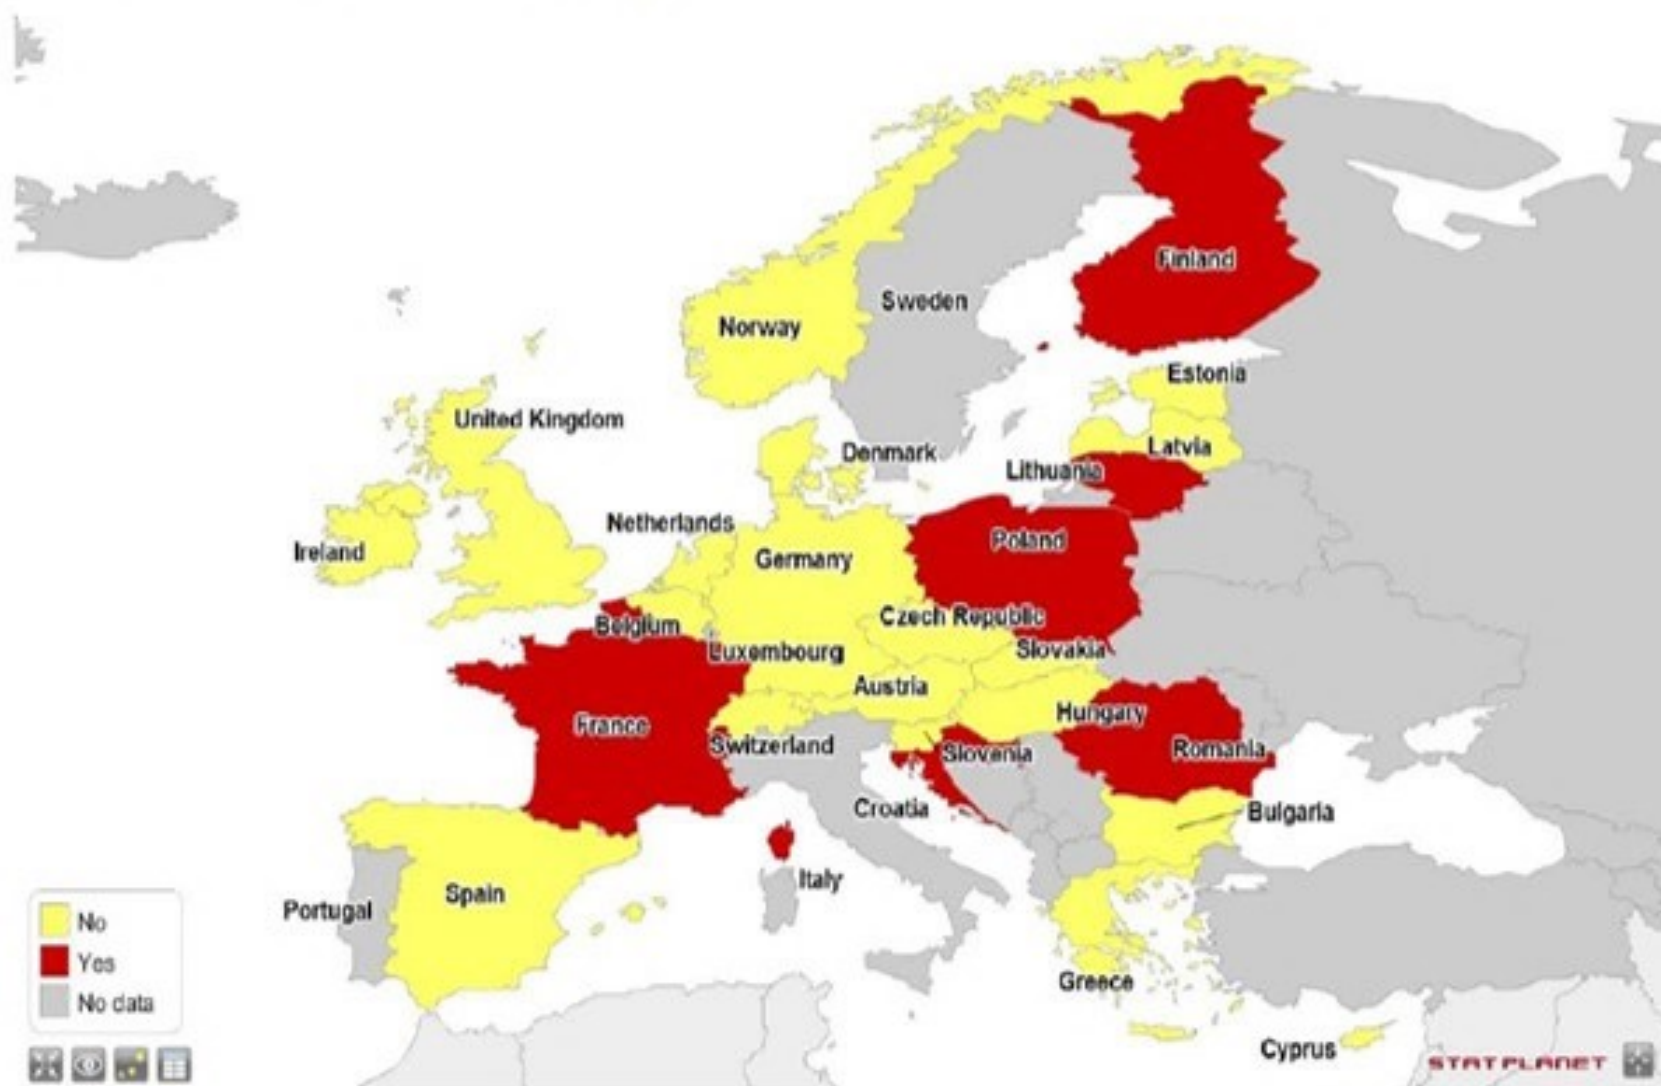 Finland
Sweden
Norway
Estonia
United Kingdom
Latvia
Denmark
Lithuania
Netherlands
Poland
Ireland
Germany
Czech Republic
Belgium
Slovakia
Luxembourg
Austria
Hungary
France
Switzerland
Slovenia
Romania
Croatia
Bulgaria
Italy
Spain
Portugal
No
Yes
Greece
No data
Cyprus
STATPLANET